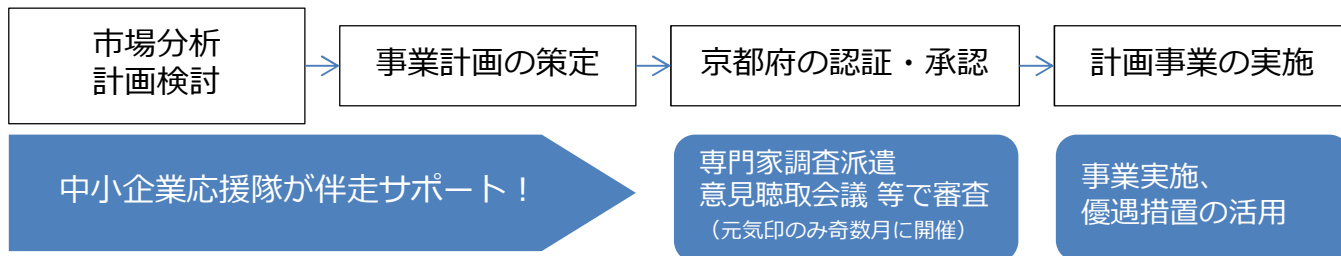 市場分析
計画検討
事業計画の策定
京都府の認証・承認
計画事業の実施
中小企業応援隊が伴走サポート！
専門家調査派遣
意見聴取会議 等で審査
（元気印のみ奇数月に開催）
事業実施、
優遇措置の活用